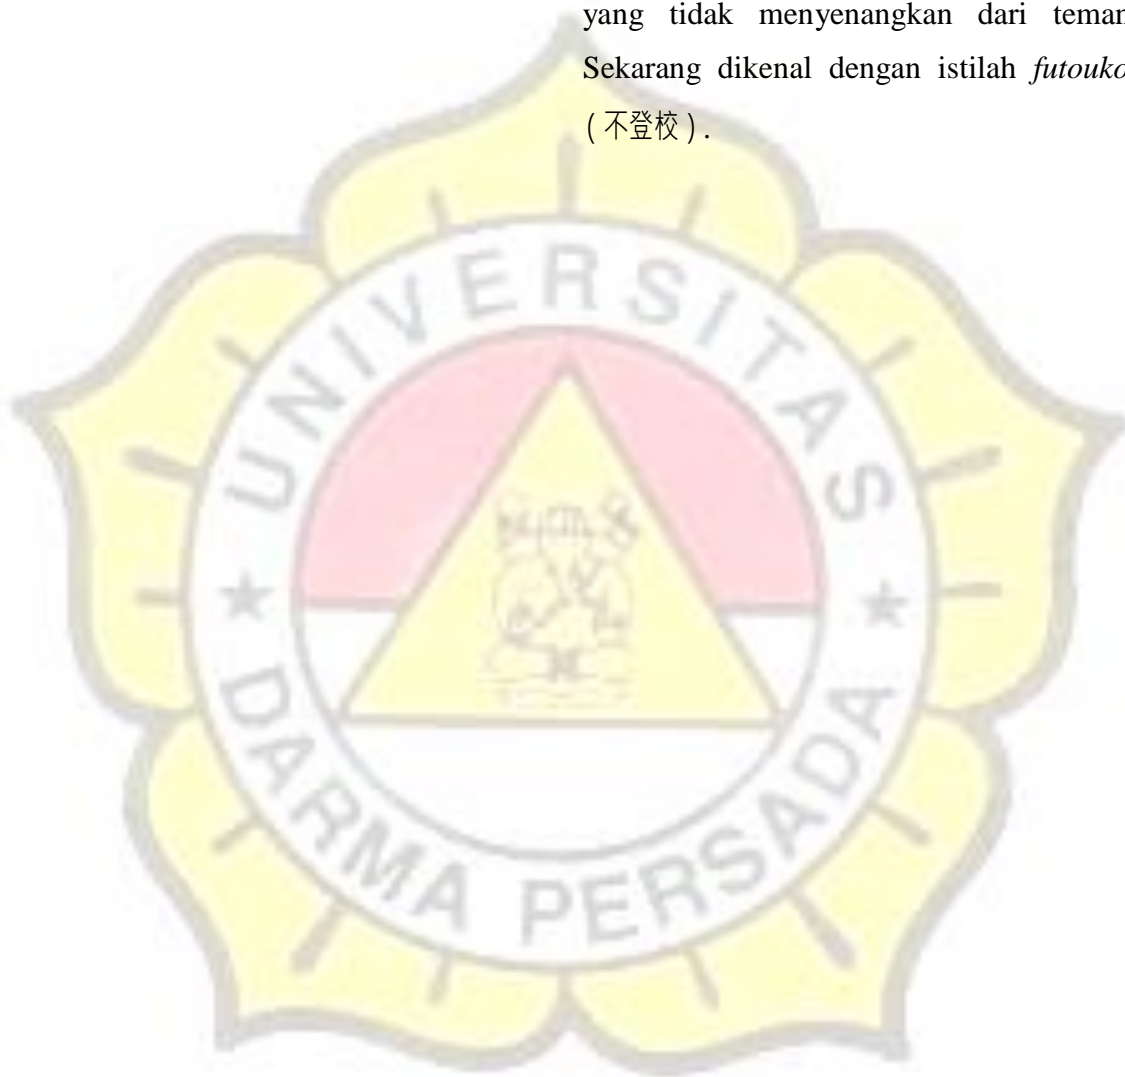 yang tidak menyenangkan dari teman
Sekarang dikenal dengan istilah futouko
(不登校).
UNIVERSITAS
DARMA PERSADA